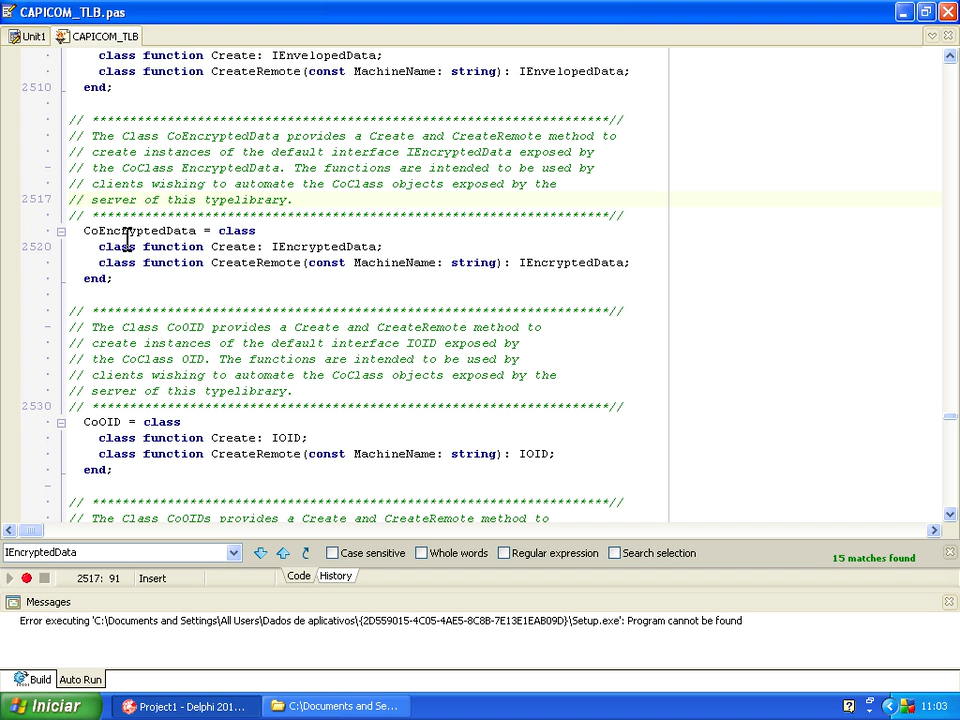 CAPICOM_TLB.pas
Unit1
CAPICOM_TLB
class function Create: IEnvelopedData;
class function CreateRemote(const MachineName: string): IEnvelopedData;
2510
end;
// *********************************************************************//
// The Class CoEncryptedData provides a Create and CreateRemote method to
// create instances of the default interface IEncryptedData exposed by
// the CoClass EncryptedData. The functions are intended to be used by
// clients wishing to automate the CoClass objects exposed by the
2517 // server of this typelibrary.
// *********************************************************************//
CoEncryptedData = class
2520 class function Create: IEncryptedData;
class function CreateRemote(const MachineName: string): IEncryptedData;
end;
// *********************************************************************//
// The Class CoOID provides a Create and CreateRemote method to
// create instances of the default interface IOID exposed by
// the CoClass OID. The functions are intended to be used by
// clients wishing to automate the CoClass objects exposed by the
// server of this typelibrary.
2530 // *********************************************************************//
CoOID = class
class function Create: IOID;
class function CreateRemote(const MachineName: string): IOID;
end;
// *********************************************************************//
// The Class CoOIDs provides a Create and CreateRemote method to
IEncryptedData
Case sensitive
Whole words
Regular expression
Search selection
15 matches found
2517: 91
Insert
Code
History
Messages
Error executing 'C:\Documents and Settings\All Users\Dados de aplicativos\{2D559015-4C05-4AE5-8C8B-7E13E1EAB09D}\Setup.exe': Program cannot be found
Build
Auto Run
Iniciar
Project1 - Delphi 201...
C:\Documents and Se...
11:03